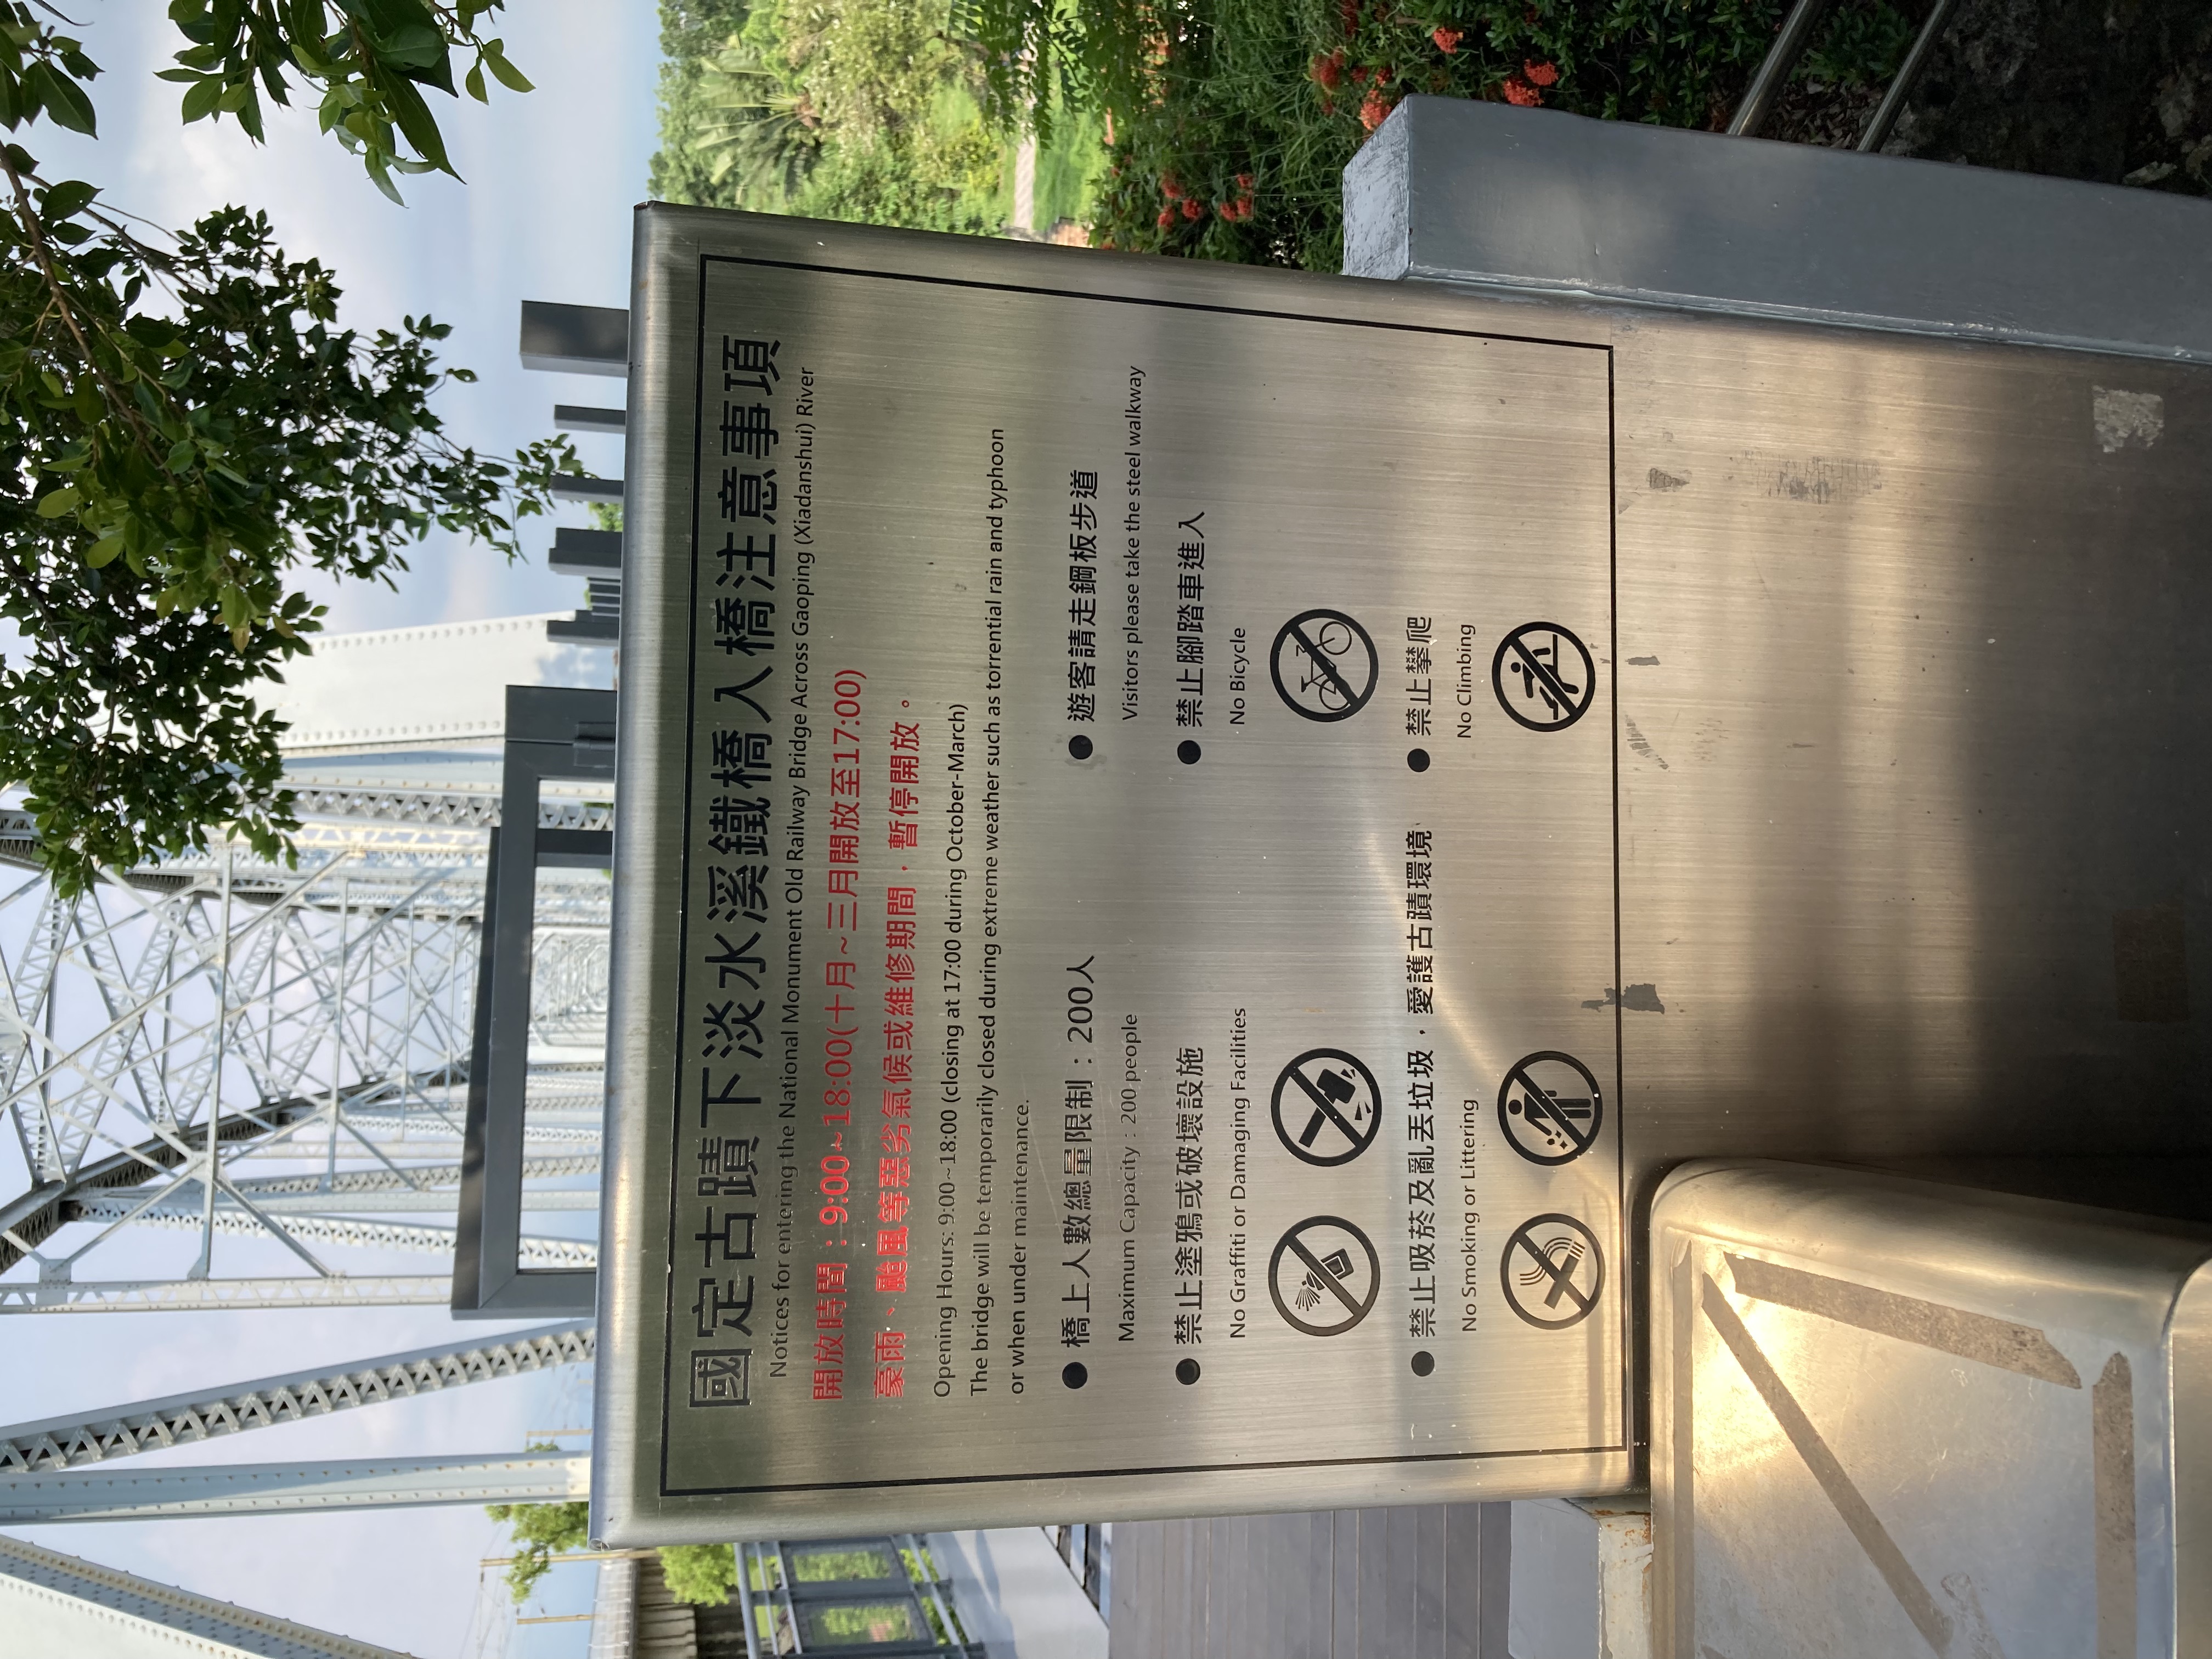 國定古蹟下淡水溪鐵橋入橋注意事項
Notices for entering the National Monument Old Railway Bridge Across Gaoping (Xiadanshui) River
開放時間：9:00~18:00(十月~三月開放至17:00)
豪雨、颱風等惡劣氣候或維修期間，暫停開放。
Opening Hours: 9:00~18:00 (closing at 17:00 during October-March)
The bridge will be temporarily closed during extreme weather such as torrential rain and typhoon
or when under maintenance.
● 橋上人數總量限制：200人
Maximum Capacity：200 people
● 遊客請走鋼板步道
Visitors please take the steel walkway
● 禁止塗鴉或破壞設施
No Graffiti or Damaging Facilities
● 禁止腳踏車進入
No Bicycle
● 禁止吸菸及亂丟垃圾，愛護古蹟環境
No Smoking or Littering
● 禁止攀爬
No Climbing